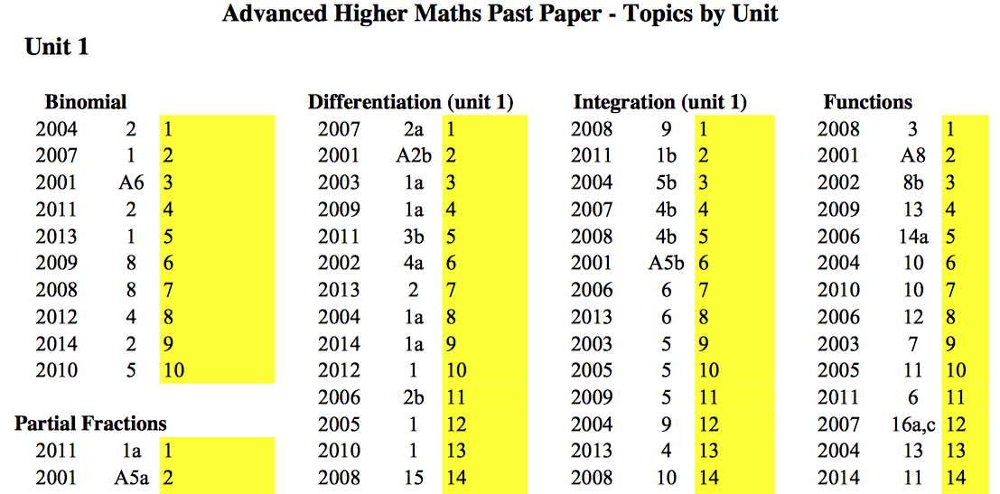 Advanced Higher Maths Past Paper - Topics by Unit
Unit 1
Binomial Differentiation (unit 1) Integration (unit 1) Functions
2004 2 1 2007 2a 1 2008 9 1 2008 3 1
2007 1 2 2001 A2b 2 2011 1b 2 2001 A8 2
2001 A6 3 2003 1a 3 2004 5b 3 2002 8b 3
2011 2 4 2009 1a 4 2007 4b 4 2009 13 4
2013 1 5 2011 3b 5 2008 4b 5 2006 14a 5
2009 8 6 2002 4a 6 2001 A5b 6 2004 10 6
2008 8 7 2013 2 7 2006 6 7 2010 10 7
2012 4 8 2004 1a 8 2013 6 8 2006 12 8
2014 2 9 2014 1a 9 2003 5 9 2003 7 9
2010 5 10 2012 1 10 2005 5 10 2005 11 10
2006 2b 11 2009 5 11 2011 6 11
Partial Fractions 2005 1 12 2004 9 12 2007 16a,c 12
2011 1a 1 2010 1 13 2013 4 13 2004 13 13
2001 A5a 2 2008 15 14 2008 10 14 2014 11 14